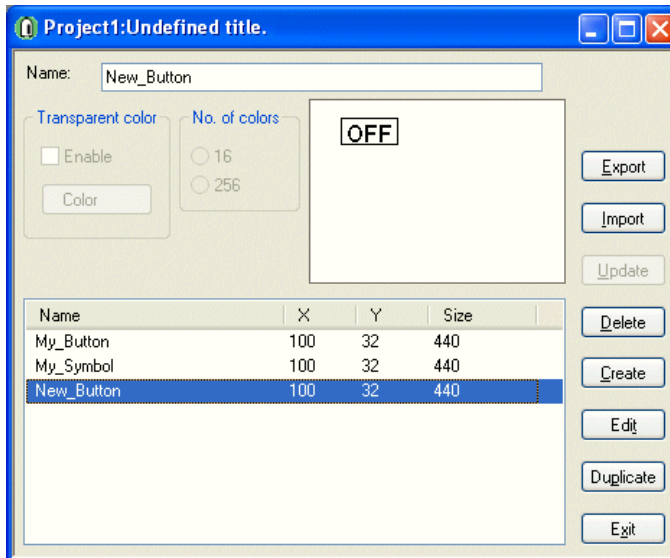 Project1:Undefined title.
Name: New_Button
Transparent color
Enable
Color
No. of colors
16
256
OFF
Export
Import
Update
Delete
Create
Edit
Duplicate
Exit
Name X Y Size
My_Button 100 32 440
My_Symbol 100 32 440
New_Button 100 32 440